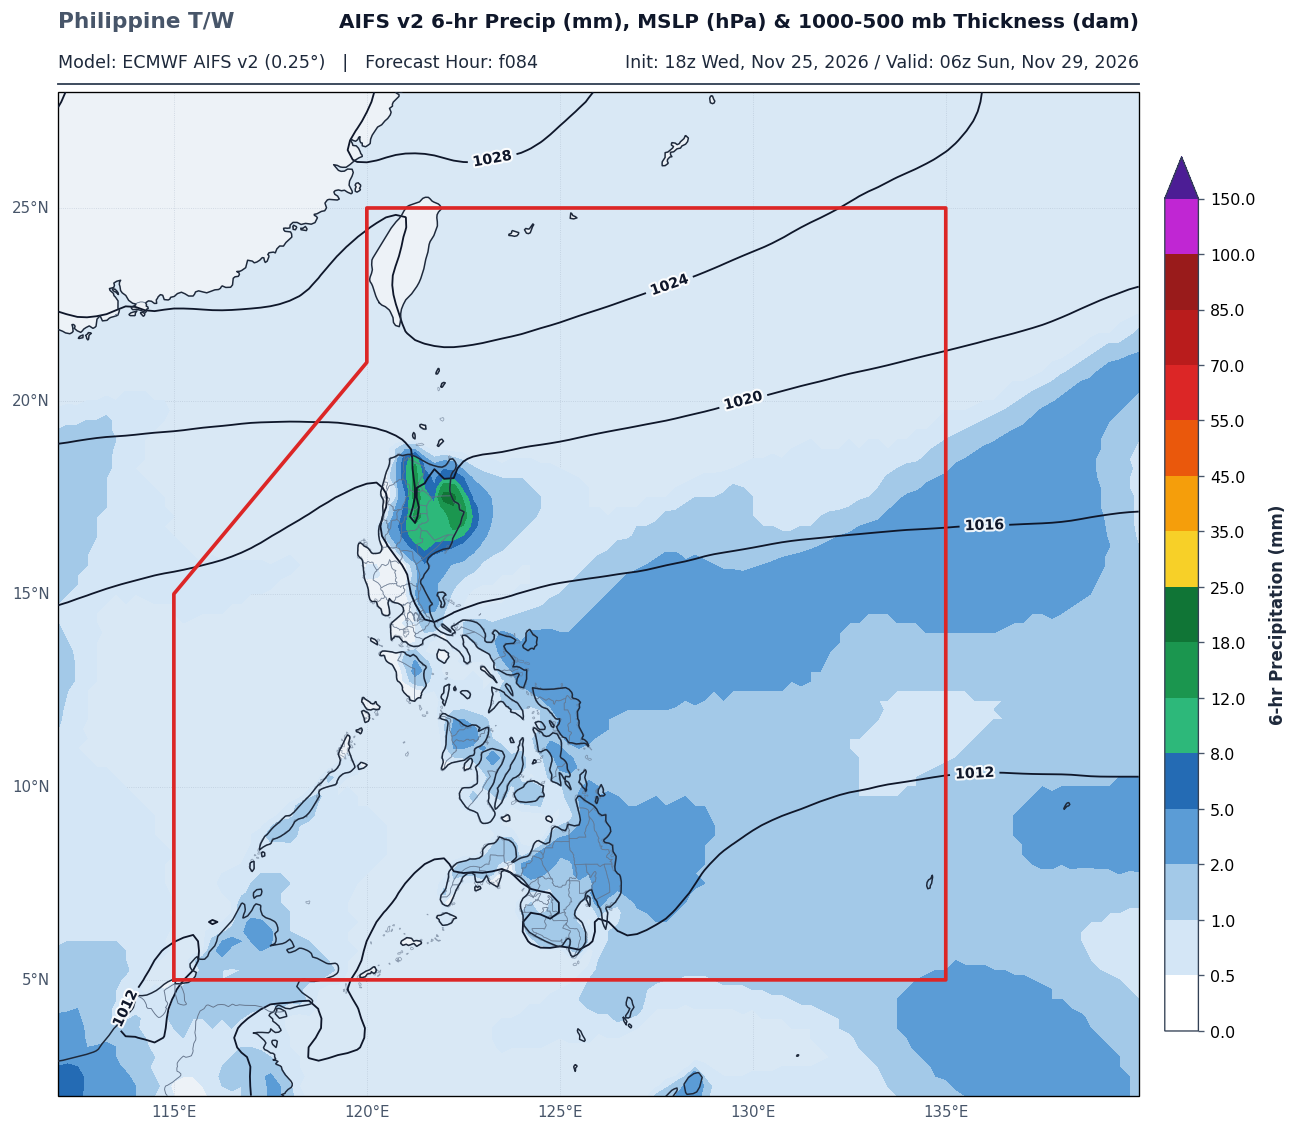 Philippine T/W
AIFS v2 6-hr Precip (mm), MSLP (hPa) & 1000-500 mb Thickness (dam)
Model: ECMWF AIFS v2 (0.25°) | Forecast Hour: f084
Init: 18z Wed, Nov 25, 2026 / Valid: 06z Sun, Nov 29, 2026
1028
1024
1020
1016
1012
1012
25°N
20°N
15°N
10°N
5°N
115°E
120°E
125°E
130°E
135°E
150.0
100.0
85.0
70.0
55.0
45.0
35.0
25.0
18.0
12.0
8.0
5.0
2.0
1.0
0.5
0.0
6-hr Precipitation (mm)